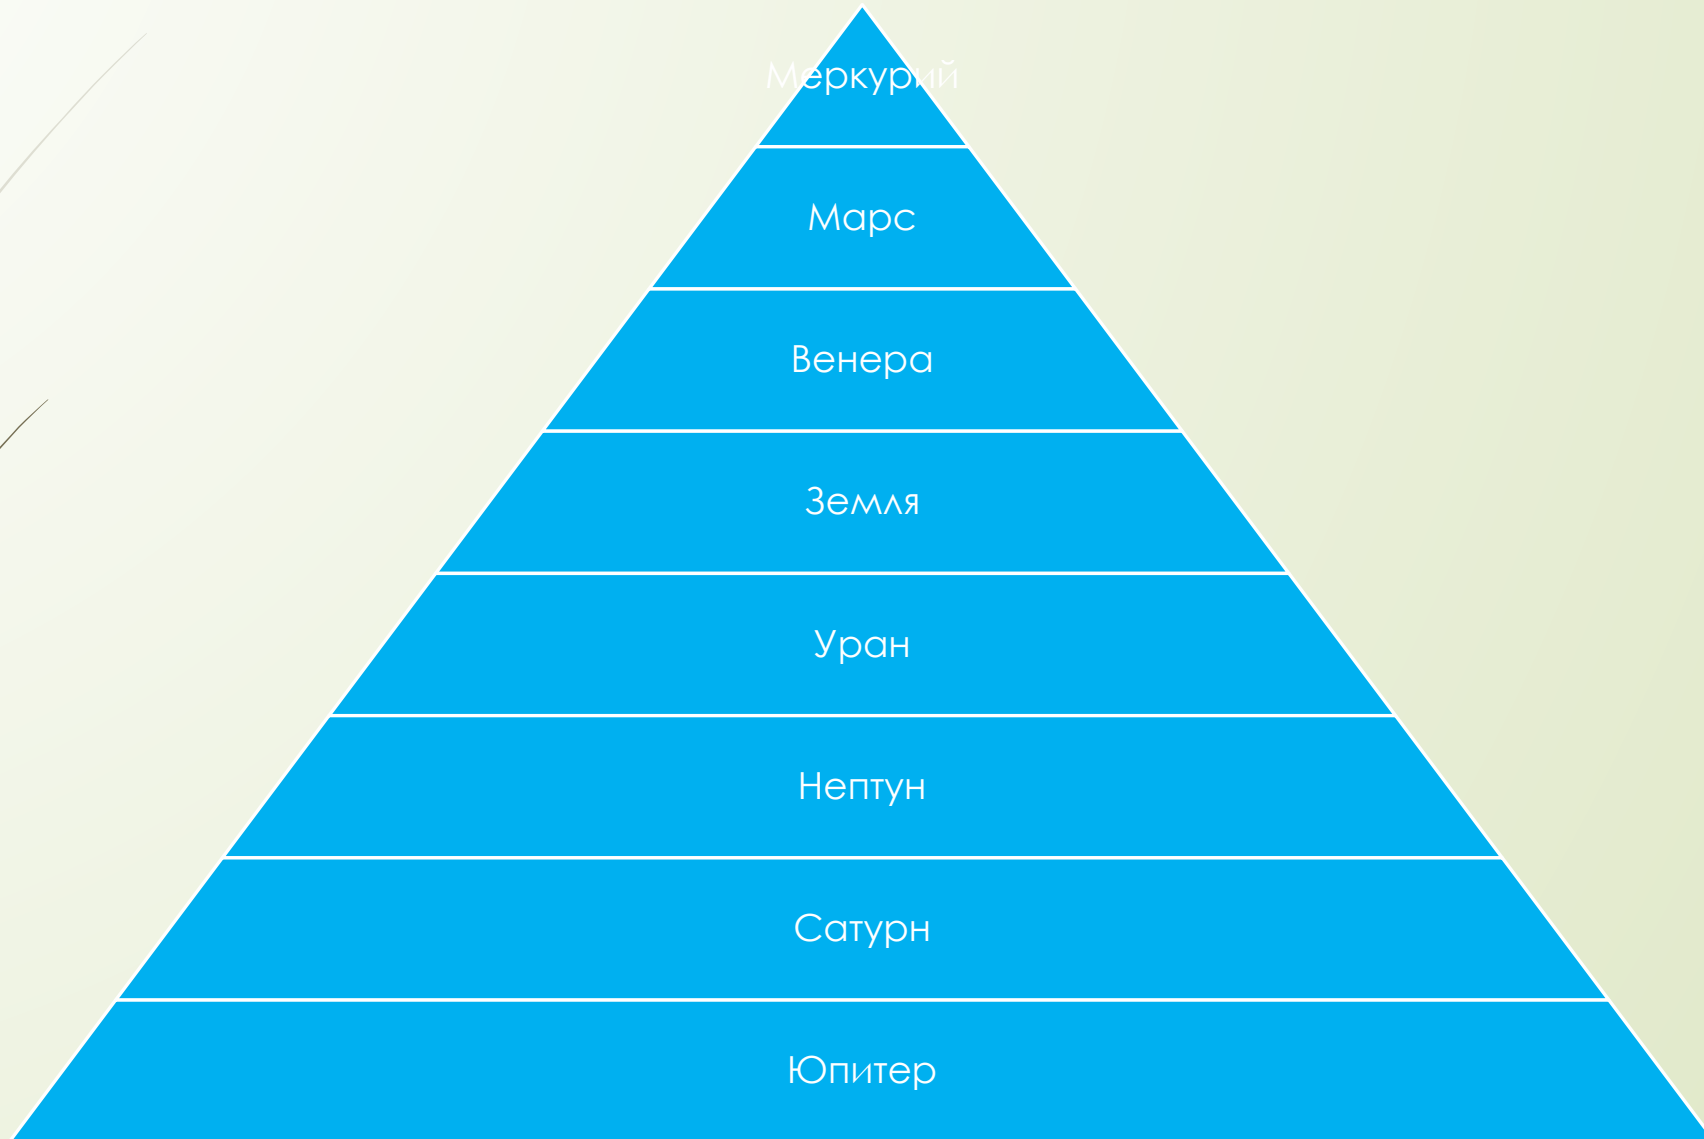 Меркурий
Марс
Венера
Земля
Уран
Нептун
Сатурн
Юпитер